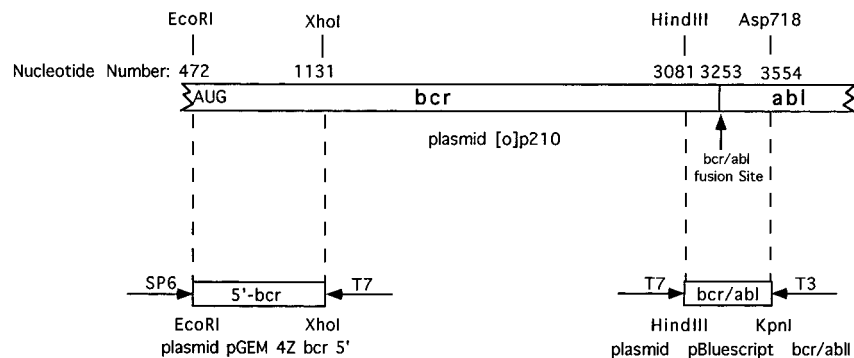 EcoRI XhoI HindIII Asp718
Nucleotide Number: 472 1131 3081 3253 3554
AUG bcr abl
plasmid [o]p210
bcr/abl
fusion Site
SP6 5'-bcr T7 T7 bcr/abl T3
EcoRI XhoI HindIII KpnI
plasmid pGEM 4Z bcr 5' plasmid pBluescript bcr/abll